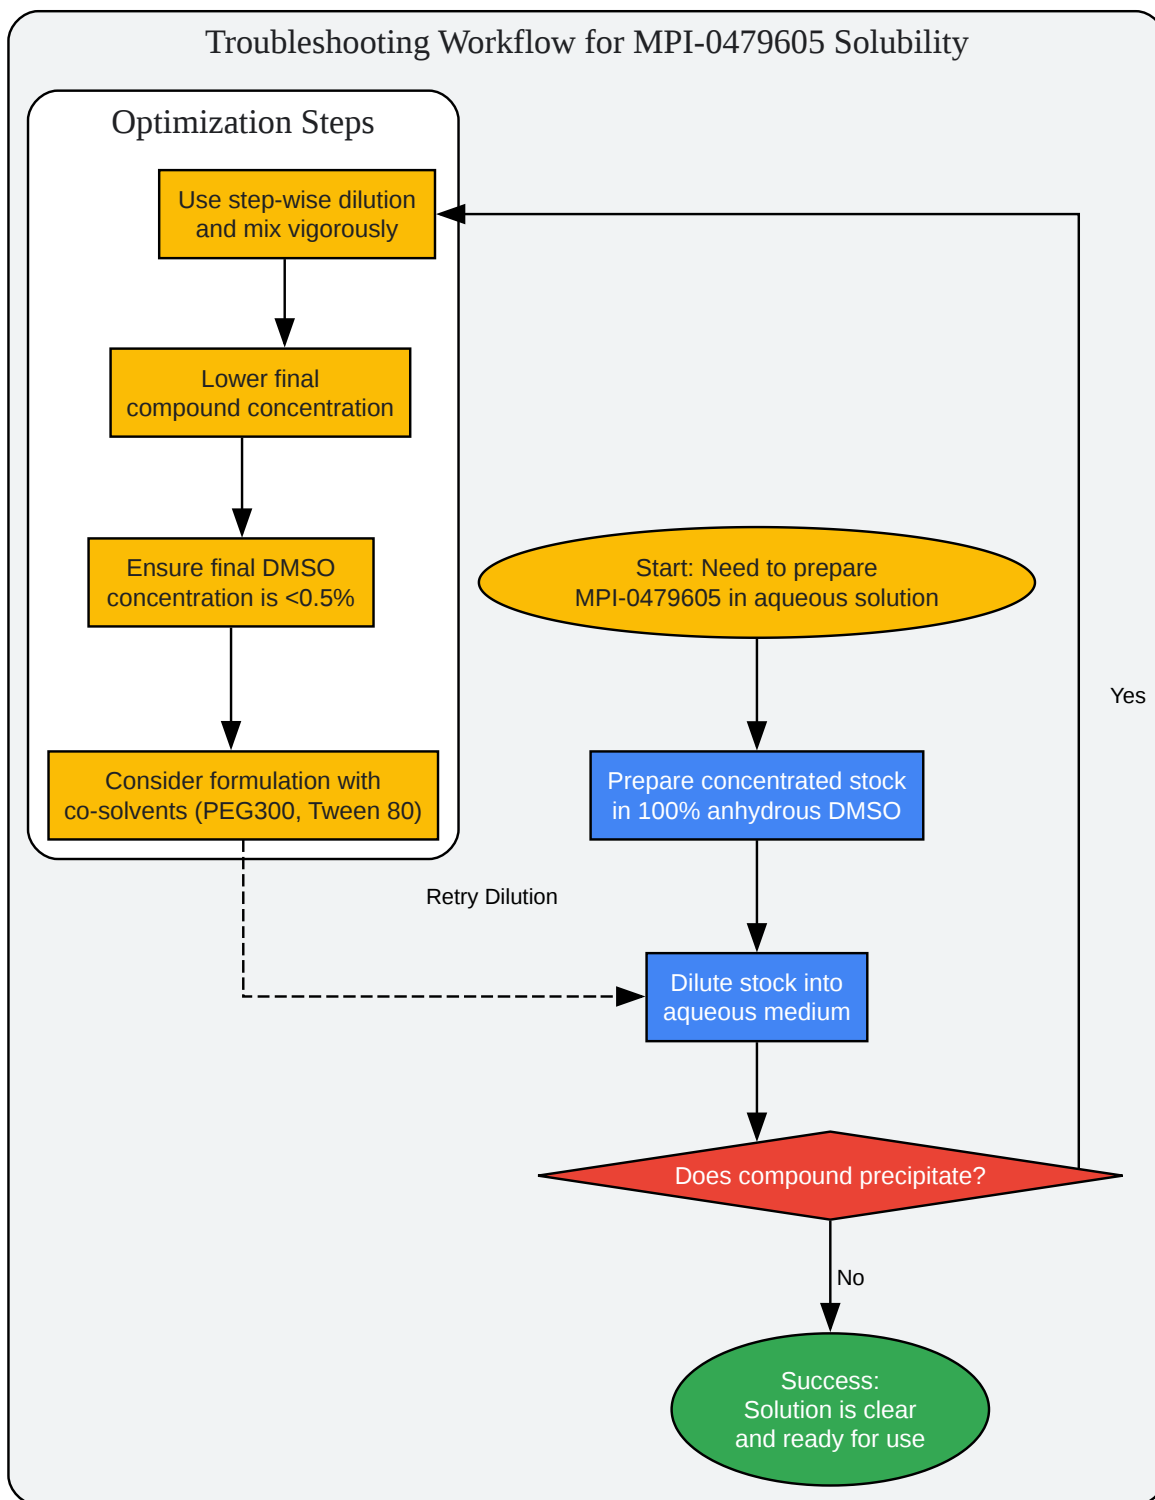 Troubleshooting Workflow for MPI-0479605 Solubility
Optimization Steps
Use step-wise dilution
and mix vigorously
Lower final
compound concentration
Ensure final DMSO
concentration is <0.5%
Consider formulation with
co-solvents (PEG300, Tween 80)
Start: Need to prepare
MPI-0479605 in aqueous solution
Yes
Prepare concentrated stock
in 100% anhydrous DMSO
Retry Dilution
Dilute stock into
aqueous medium
Does compound precipitate?
No
Success:
Solution is clear
and ready for use